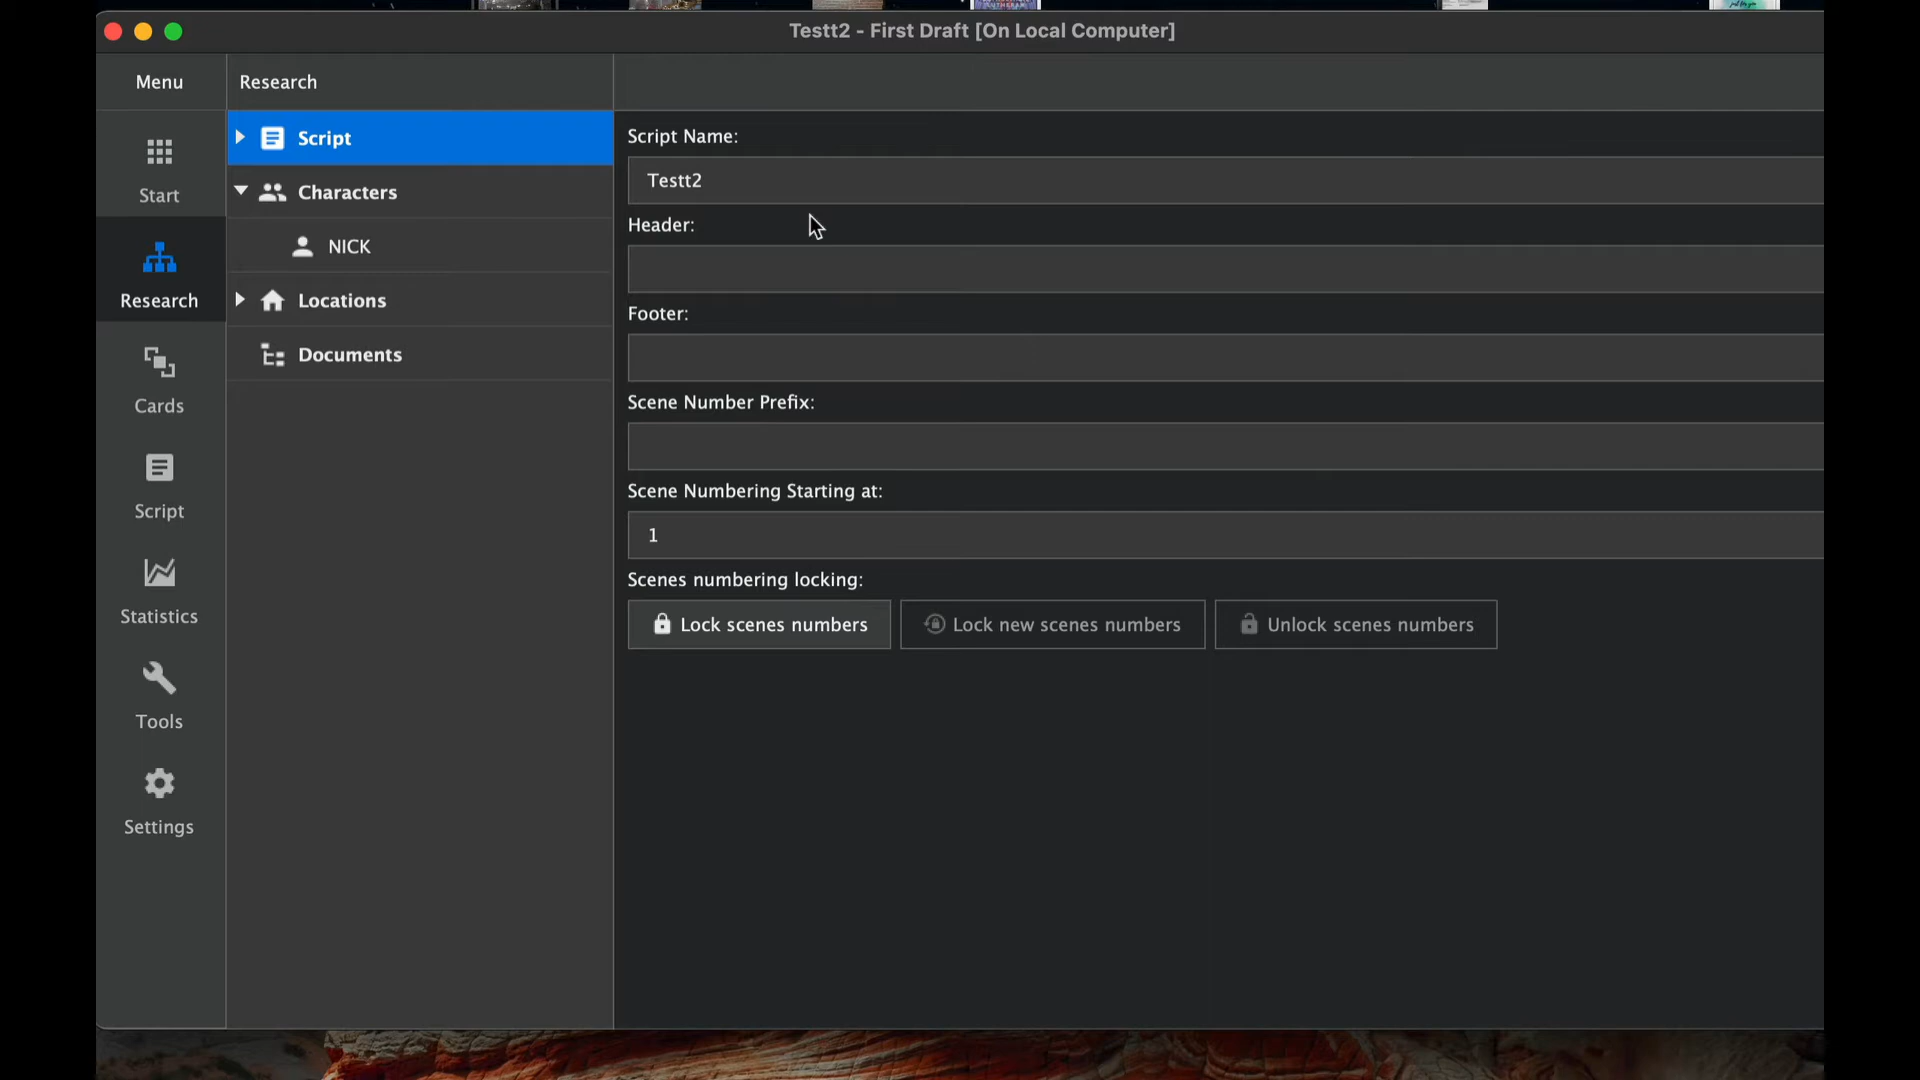 Testt2 - First Draft [On Local Computer]
Menu
Research
Start
Research
Cards
Script
Statistics
Tools
Settings
Script
Characters
NICK
Locations
Documents
Script Name:
Testt2
Header:
Footer:
Scene Number Prefix:
Scene Numbering Starting at:
1
Scenes numbering locking:
Lock scenes numbers
Lock new scenes numbers
Unlock scenes numbers